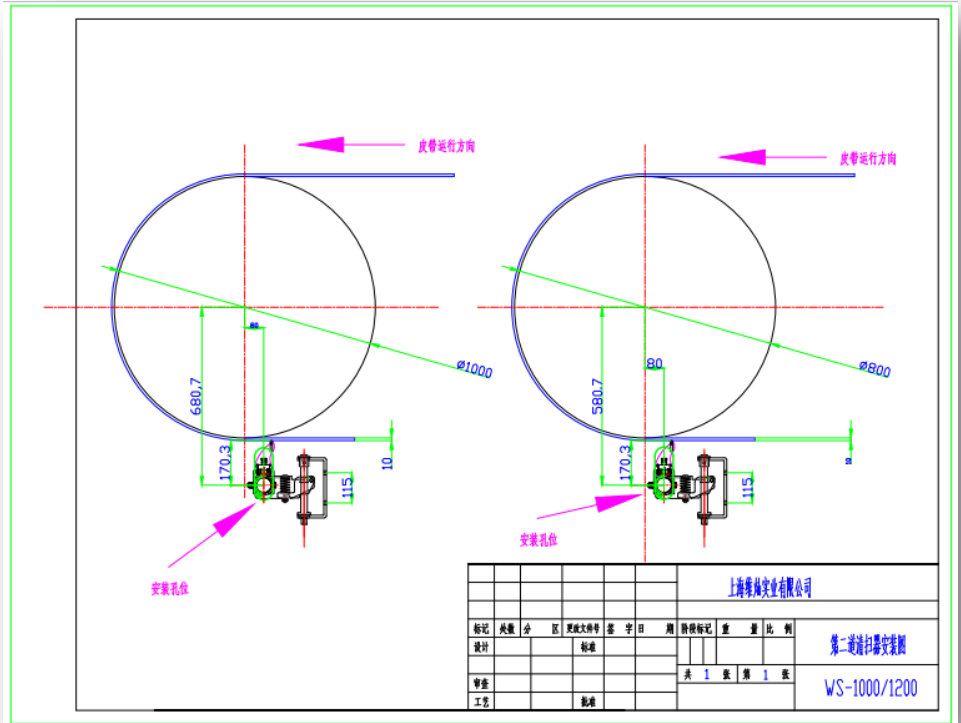 皮带运行方向
皮带运行方向
80
ø1000
680,7
170,3
10
115
安装孔位
80
ø800
580.7
170,3
10
115
安装孔位
上海维灿实业有限公司
标记 处数 分 区 更改文件号 签 字 日 期 阶段标记 重 量 比 例
设计 标准
第二道清扫器安装图
审查 共 1 张 第 1 张
工艺 批准
WS-1000/1200